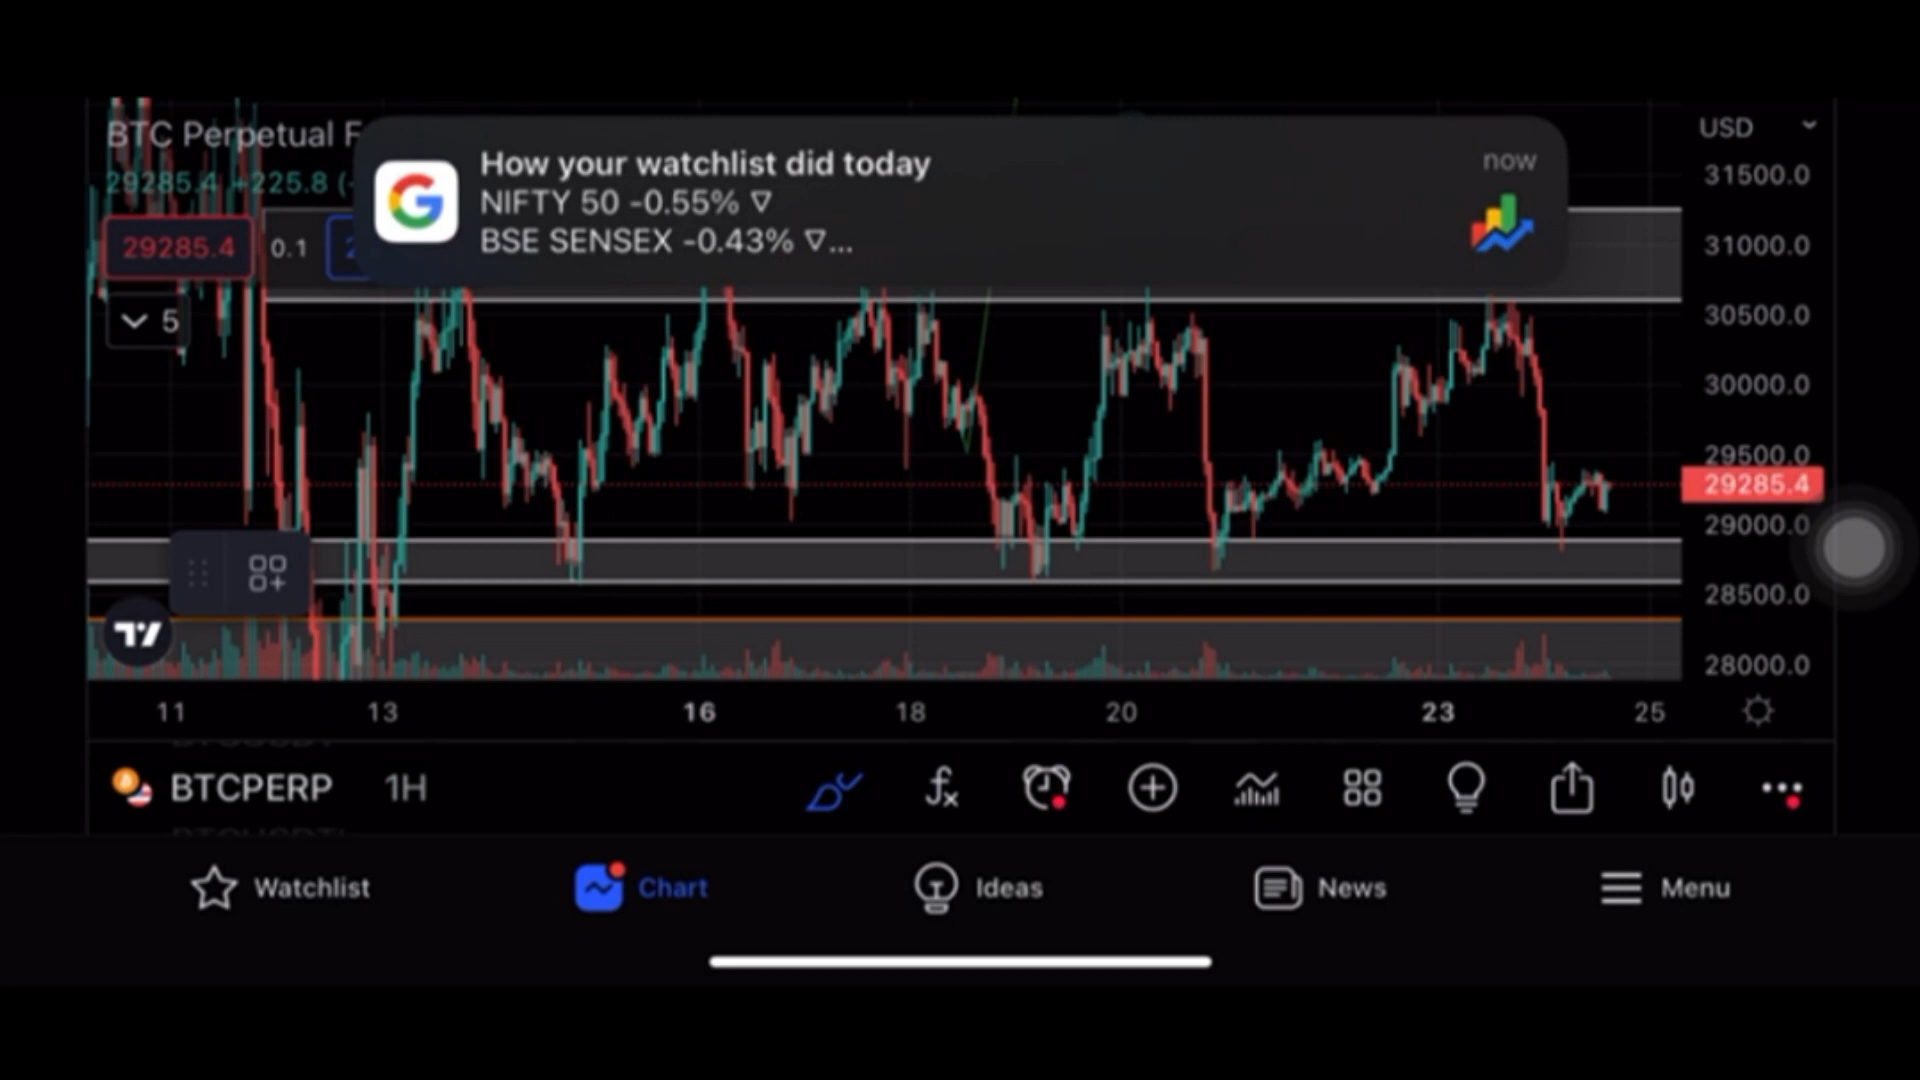 BTC Perpetual F
29285.4 +225.8 (
29285.4
0.1
2
5
How your watchlist did today
now
NIFTY 50 -0.55% ▽
BSE SENSEX -0.43% ▽...
USD
31500.0
31000.0
30500.0
30000.0
29500.0
29285.4
29000.0
28500.0
28000.0
11 13 16 18 20 23 25
BTCPERP 1H
Watchlist Chart Ideas News Menu